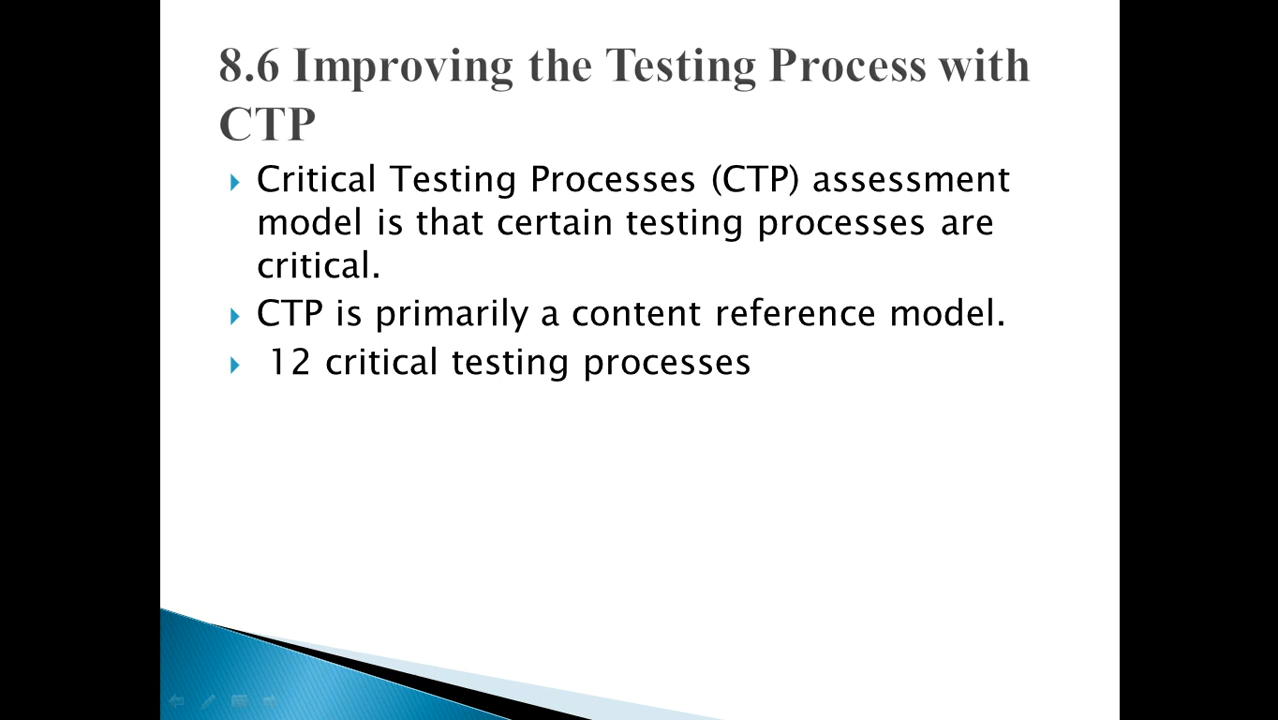 8.6 Improving the Testing Process with
CTP
Critical Testing Processes (CTP) assessment
model is that certain testing processes are
critical.
CTP is primarily a content reference model.
12 critical testing processes